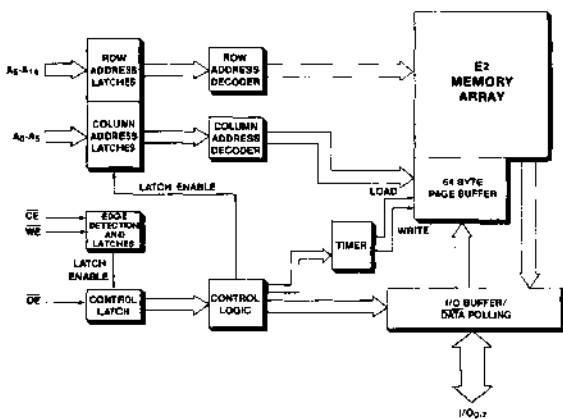 A6-A14
ROW
ADDRESS
LATCHES
ROW
ADDRESS
DECODER
E2
MEMORY
ARRAY
A0-A5
COLUMN
ADDRESS
LATCHES
COLUMN
ADDRESS
DECODER
64 BYTE
PAGE BUFFER
LATCH ENABLE
LOAD
CE
WE
EDGE
DETECTION
AND
LATCHES
TIMER
WRITE
LATCH
ENABLE
OE
CONTROL
LATCH
CONTROL
LOGIC
I/O BUFFER/
DATA POLLING
I/O0-7